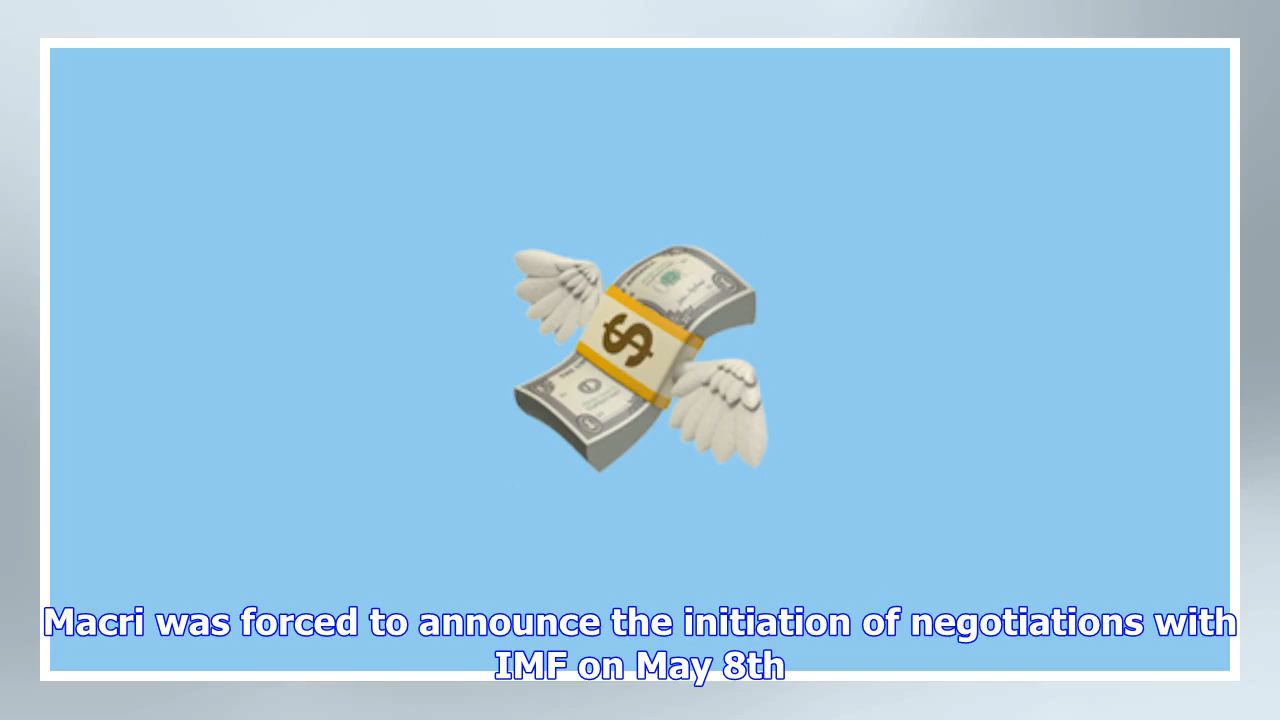 $
Macri was forced to announce the initiation of negotiations with
IMF on May 8th